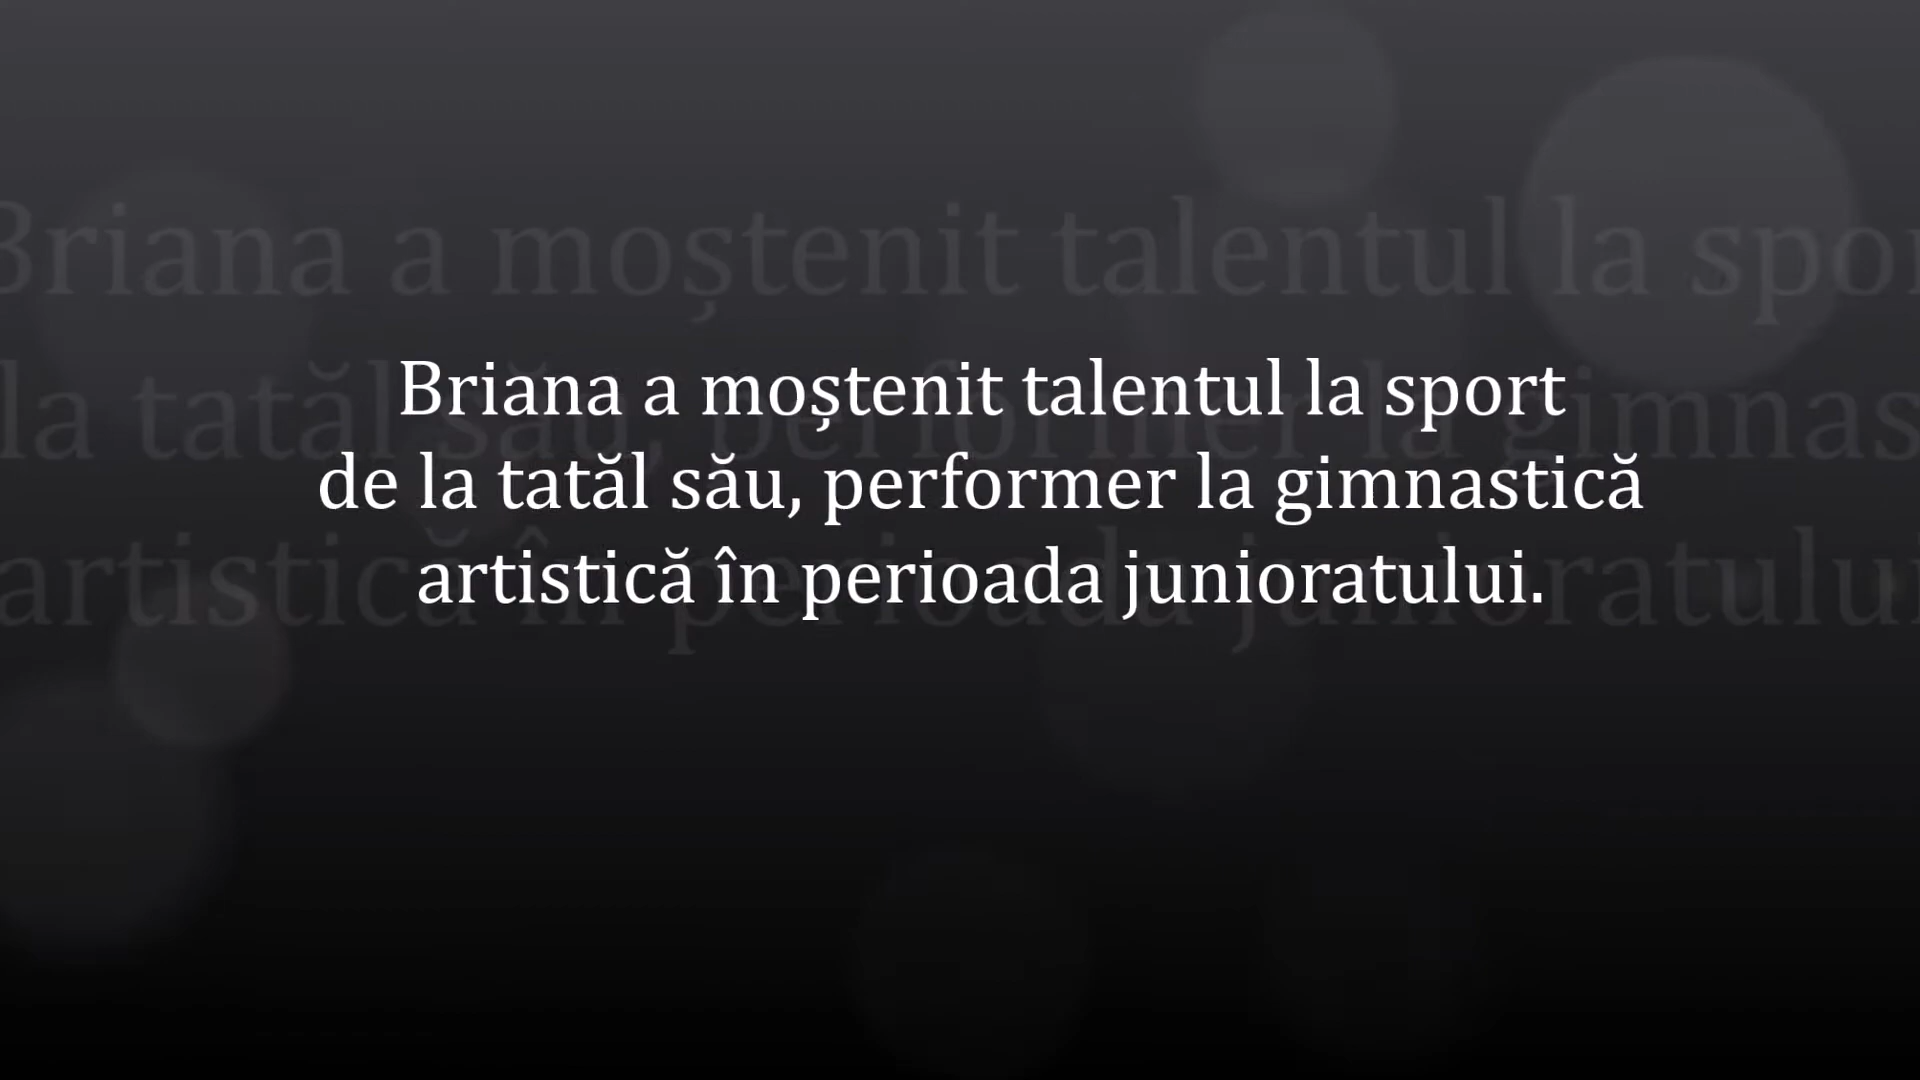 Briana a moștenit talentul la sport
de la tatăl său, performer la gimnastică
artistică în perioada junioratului.